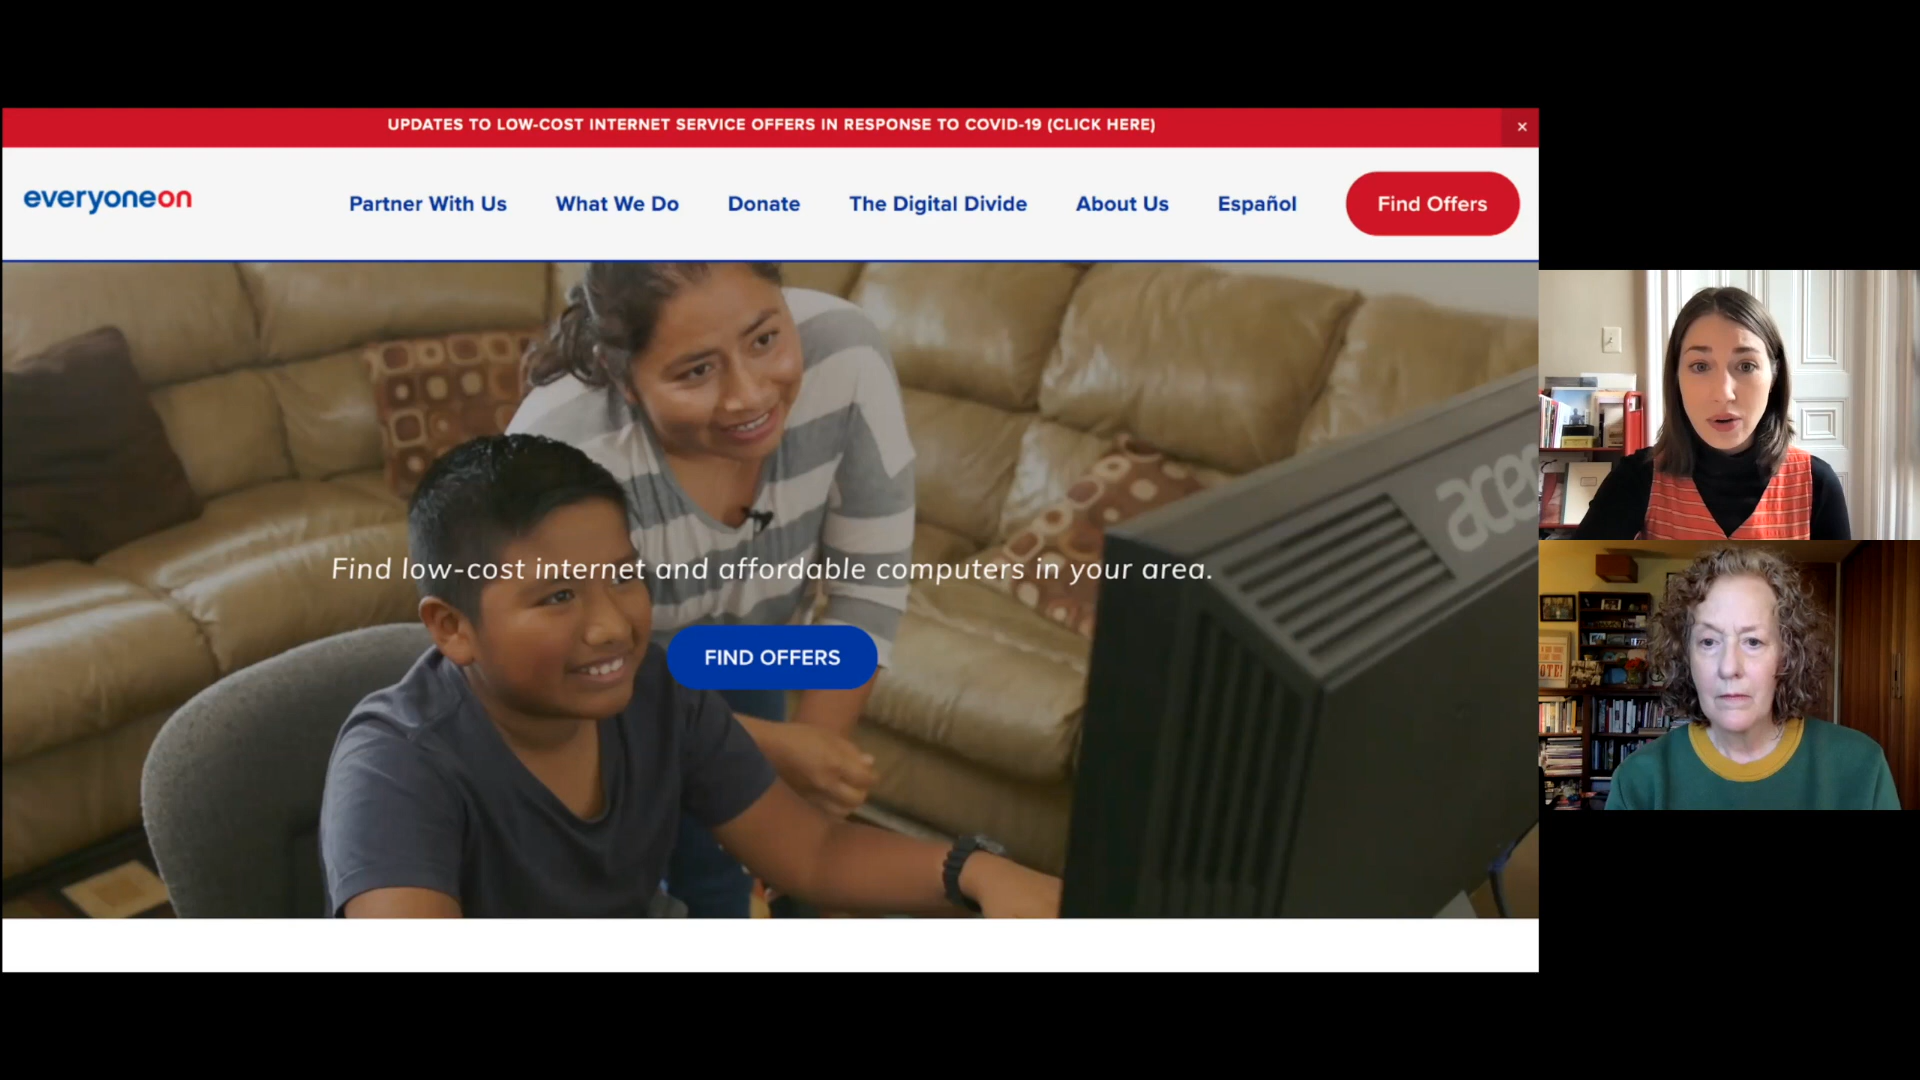 UPDATES TO LOW-COST INTERNET SERVICE OFFERS IN RESPONSE TO COVID-19 (CLICK HERE)
×
everyoneon
Partner With Us
What We Do
Donate
The Digital Divide
About Us
Español
Find Offers
acer
Find low-cost internet and affordable computers in your area.
FIND OFFERS
OTE!